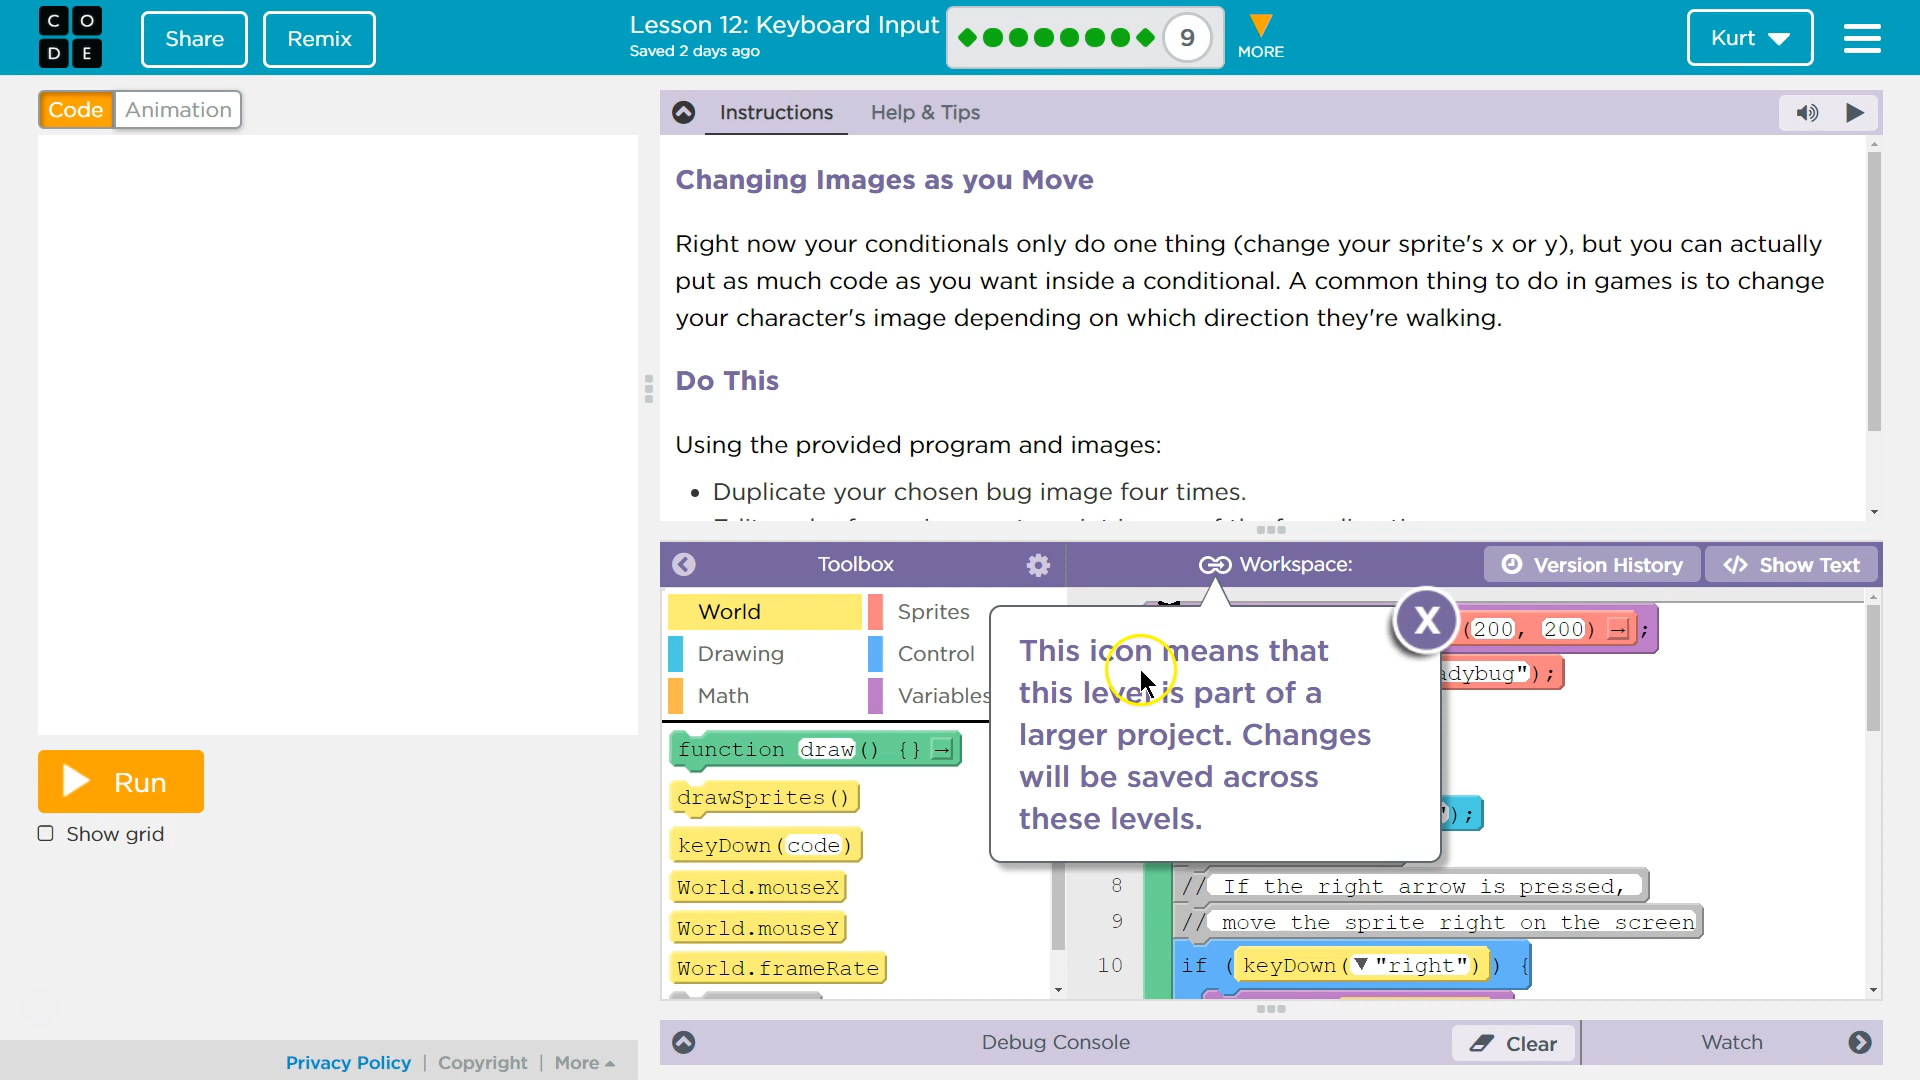 CODE
Share
Remix
Lesson 12: Keyboard Input
Saved 2 days ago
9
MORE
Kurt
Code
Animation
Instructions
Help & Tips
Changing Images as you Move
Right now your conditionals only do one thing (change your sprite's x or y), but you can actually
put as much code as you want inside a conditional. A common thing to do in games is to change
your character's image depending on which direction they're walking.
Do This
Using the provided program and images:
• Duplicate your chosen bug image four times.
Toolbox
Workspace:
Version History
</> Show Text
World
Sprites
Drawing
Control
Math
Variables
function draw() {} →
drawSprites()
keyDown(code)
World.mouseX
World.mouseY
World.frameRate
This icon means that
this level is part of a
larger project. Changes
will be saved across
these levels.
X
(200, 200) → ;
adybug");
");
8 // If the right arrow is pressed,
9 // move the sprite right on the screen
10 if (keyDown(▼ "right")) {
Run
Show grid
Privacy Policy | Copyright | More
Debug Console
Clear
Watch